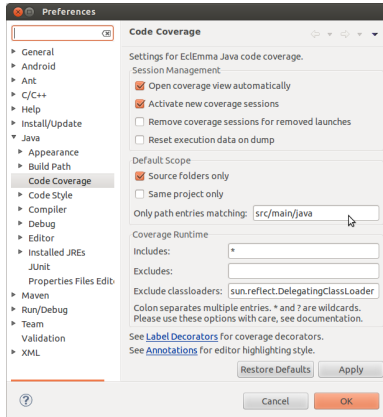 Preferences
Code Coverage
General
Android
Ant
C/C++
Help
Install/Update
Java
Appearance
Build Path
Code Coverage
Code Style
Compiler
Debug
Editor
Installed JREs
JUnit
Properties Files Edit
Maven
Run/Debug
Team
Validation
XML
Settings for EclEmma Java code coverage.
Session Management
Open coverage view automatically
Activate new coverage sessions
Remove coverage sessions for removed launches
Reset execution data on dump
Default Scope
Source folders only
Same project only
Only path entries matching: src/main/java
Coverage Runtime
Includes: *
Excludes:
Exclude classloaders: sun.reflect.DelegatingClassLoader
Colon separates multiple entries. * and ? are wildcards.
Please use these options with care, see documentation.
See Label Decorators for coverage decorators.
See Annotations for editor highlighting style.
Restore Defaults Apply
? Cancel OK